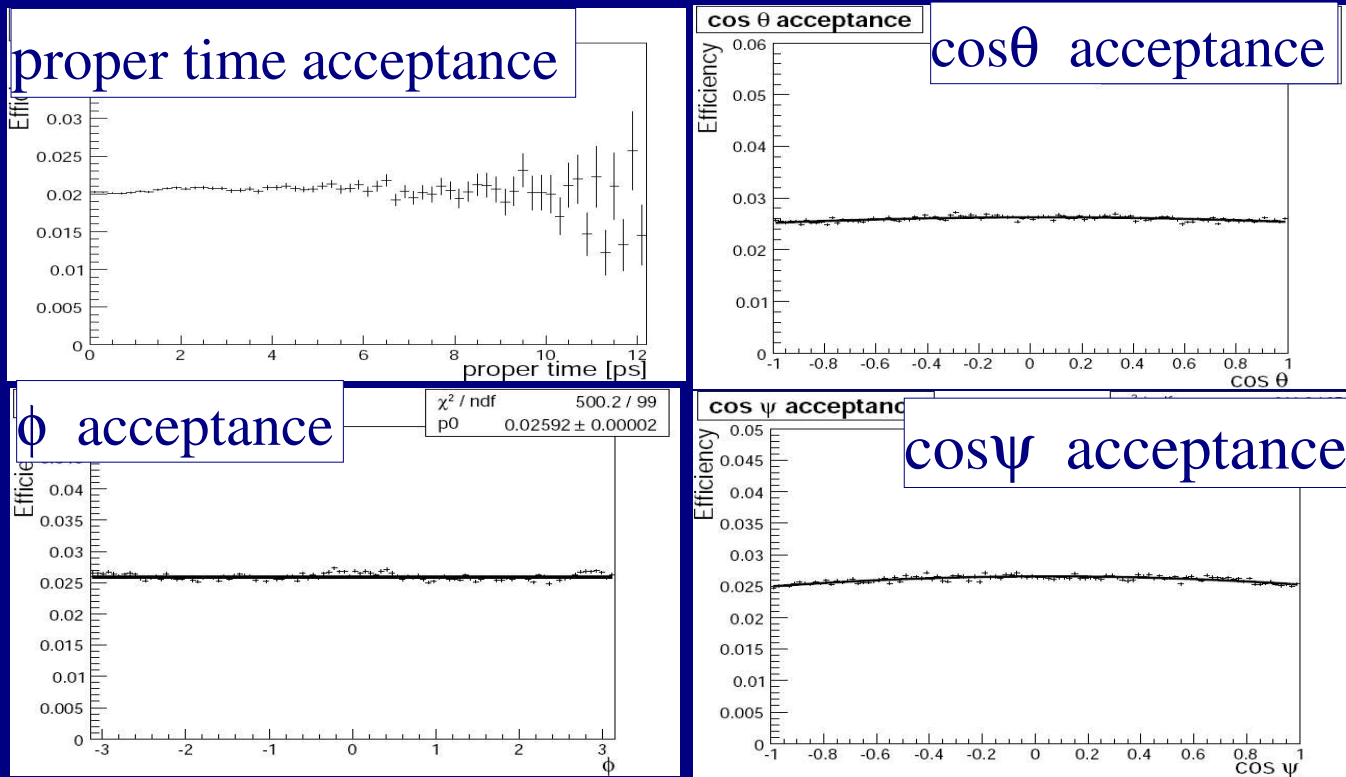 proper time acceptance
Effici
0.03
0.025
0.02
0.015
0.01
0.005
0
0 2 4 6 8 10 12
proper time [ps]
cos θ acceptance
cosθ acceptance
Efficiency
0.06
0.05
0.04
0.03
0.02
0.01
0
-1 -0.8 -0.6 -0.4 -0.2 0 0.2 0.4 0.6 0.8 1
cos θ
ϕ acceptance
χ² / ndf 500.2 / 99
p0 0.02592 ± 0.00002
Efficie
0.04
0.035
0.03
0.025
0.02
0.015
0.01
0.005
0
-3 -2 -1 0 1 2 3
ϕ
cos ψ acceptanc
cosψ acceptance
Efficiency
0.05
0.045
0.04
0.035
0.03
0.025
0.02
0.015
0.01
0.005
0
-1 -0.8 -0.6 -0.4 -0.2 0 0.2 0.4 0.6 0.8 1
cos ψ